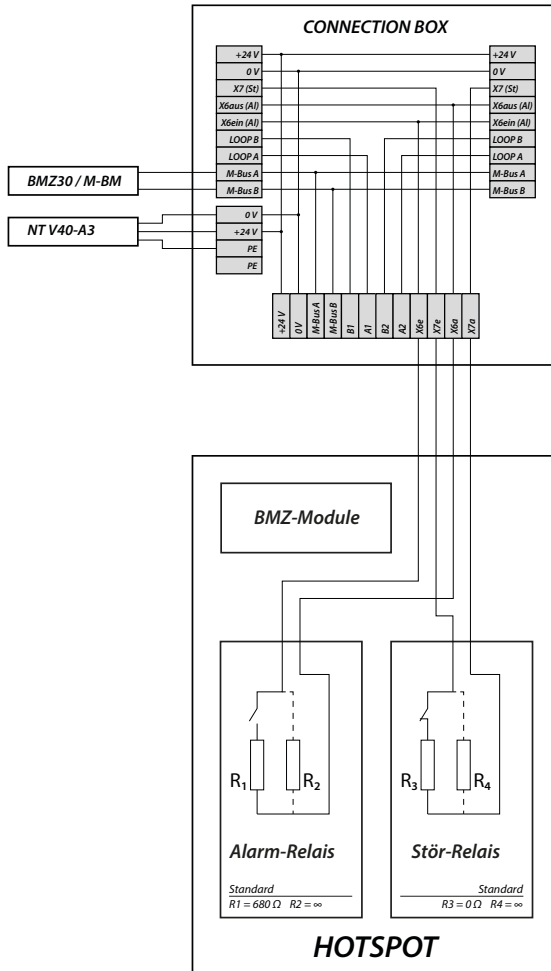 CONNECTION BOX
+24 V
0 V
X7 (St)
X6aus (Al)
X6ein (Al)
LOOP B
LOOP A
M-Bus A
M-Bus B
+24 V
0 V
X7 (St)
X6aus (Al)
X6ein (Al)
LOOP B
LOOP A
M-Bus A
M-Bus B
BMZ30 / M-BM
NT V40-A3
0 V
+24 V
PE
PE
+24 V
0 V
M-Bus A
M-Bus B
B1
A1
B2
A2
X6e
X7e
X6a
X7a
BMZ-Module
R1
R2
Alarm-Relais
Standard
R1 = 680 Ω R2 = ∞
R3
R4
Stör-Relais
Standard
R3 = 0 Ω R4 = ∞
HOTSPOT